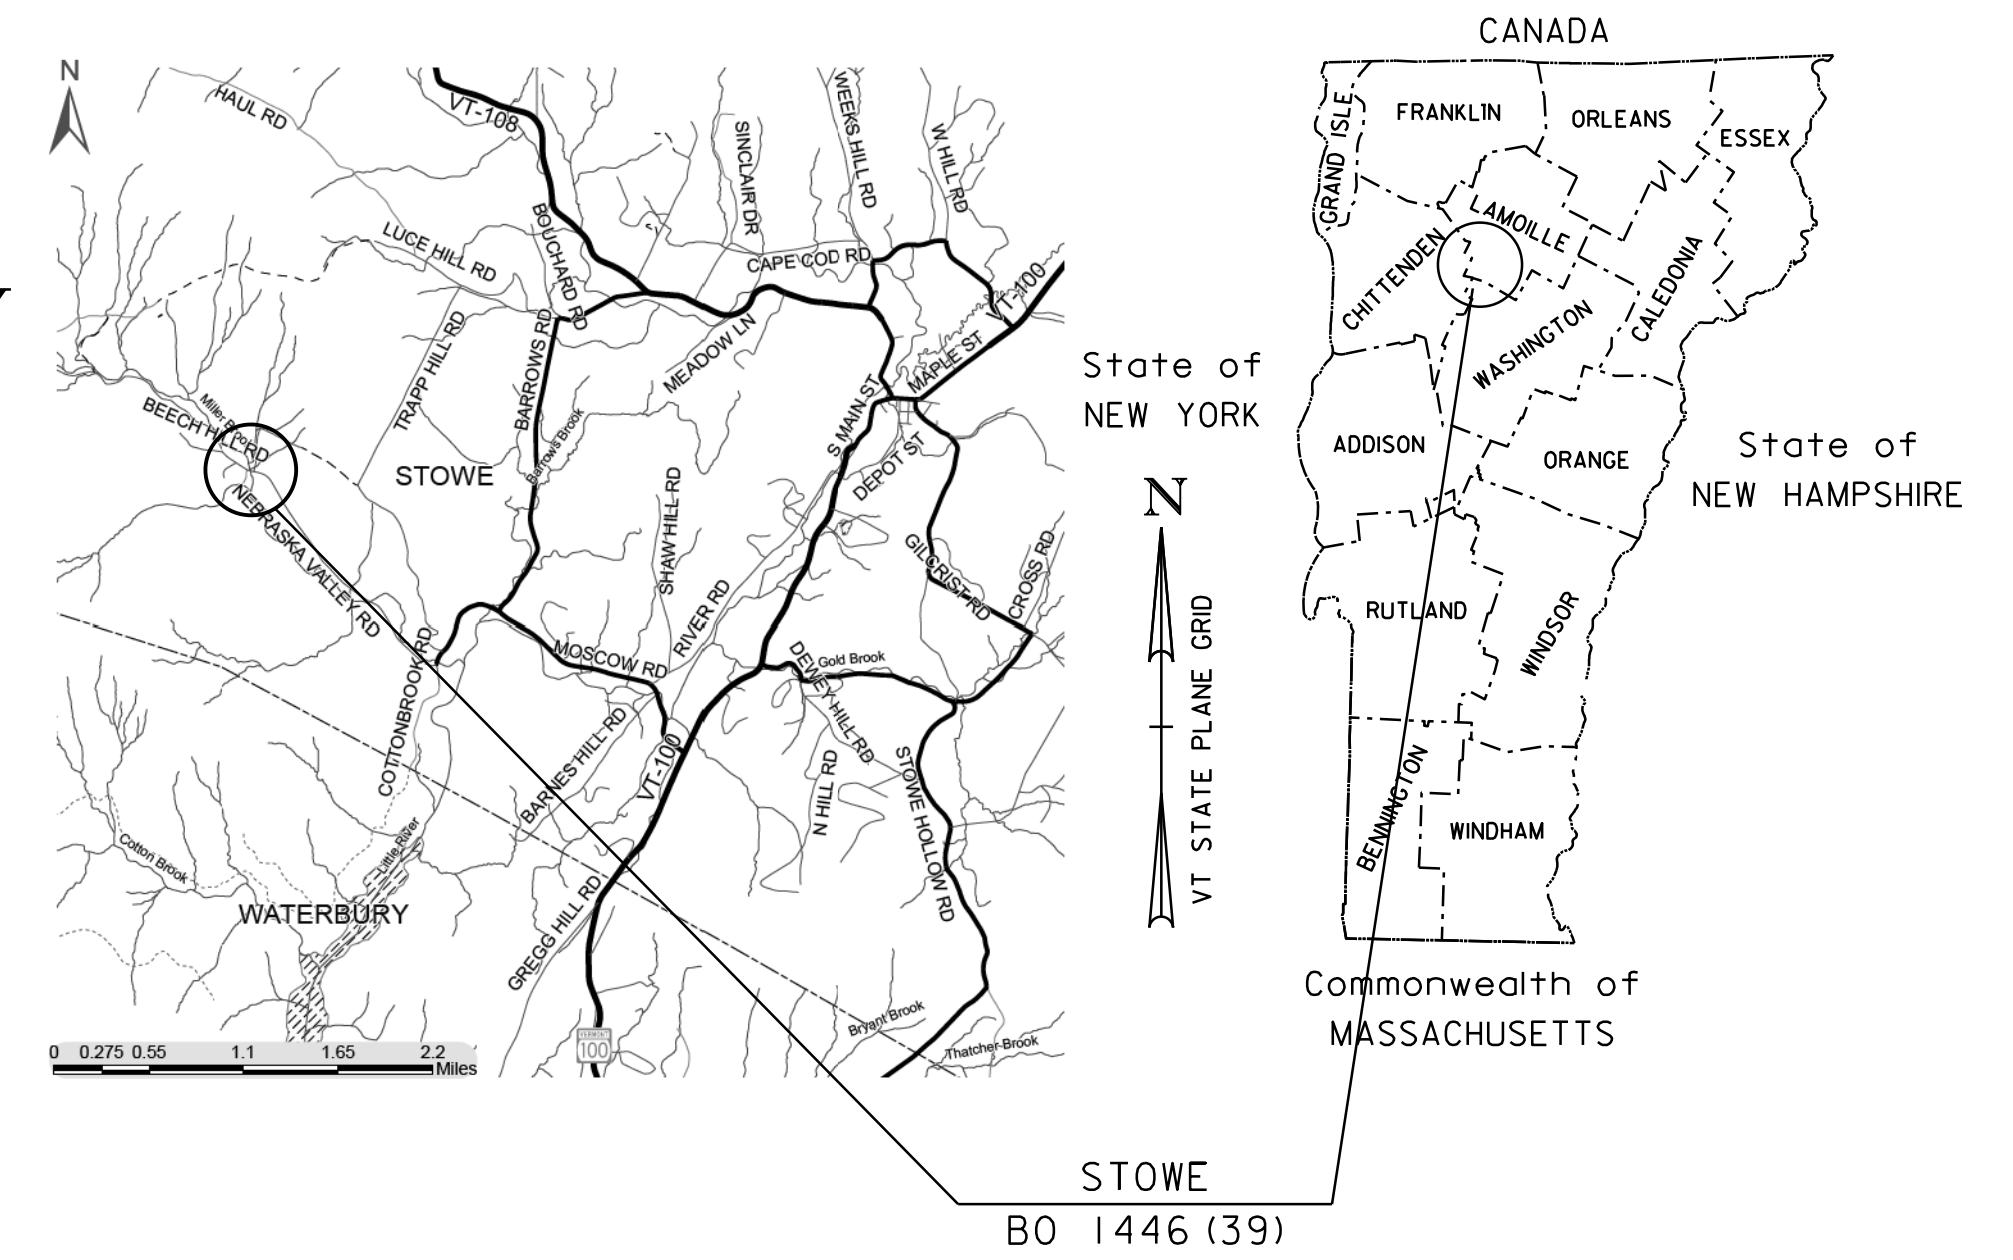 CANADA
N
HAUL RD
VT-108
SINCLAIR DR
WEEKS HILL RD
W HILL RD
LUCE HILL RD
BOUCHARD RD
CAPE COD RD
VT-100
TRAPP HILL RD
BARROWS RD
MEADOW LN
MAPLE ST
Miller Brook
BEECH HILL RD
STOWE
Barrows Brook
S MAIN ST
DEPOT ST
NEBRASKA VALLEY RD
SHAW HILL RD
GILCRIST RD
CROSS RD
RIVER RD
COTTONBROOK RD
MOSCOW RD
DEWEY HILL RD
Gold Brook
BARNES HILL RD
VT-100
N HILL RD
STOWE HOLLOW RD
Cotton Brook
Little River
WATERBURY
GREGG HILL RD
Bryant Brook
Thatcher Brook
VERMONT
100
0 0.275 0.55 1.1 1.65 2.2
Miles
GRAND ISLE
FRANKLIN
ORLEANS
ESSEX
LAMOILLE
CHITTENDEN
CALEDONIA
WASHINGTON
State of
NEW YORK
ADDISON
ORANGE
State of
NEW HAMPSHIRE
N
VT STATE PLANE GRID
RUTLAND
WINDSOR
BENNINGTON
WINDHAM
Commonwealth of
MASSACHUSETTS
STOWE
BO 1446 (39)